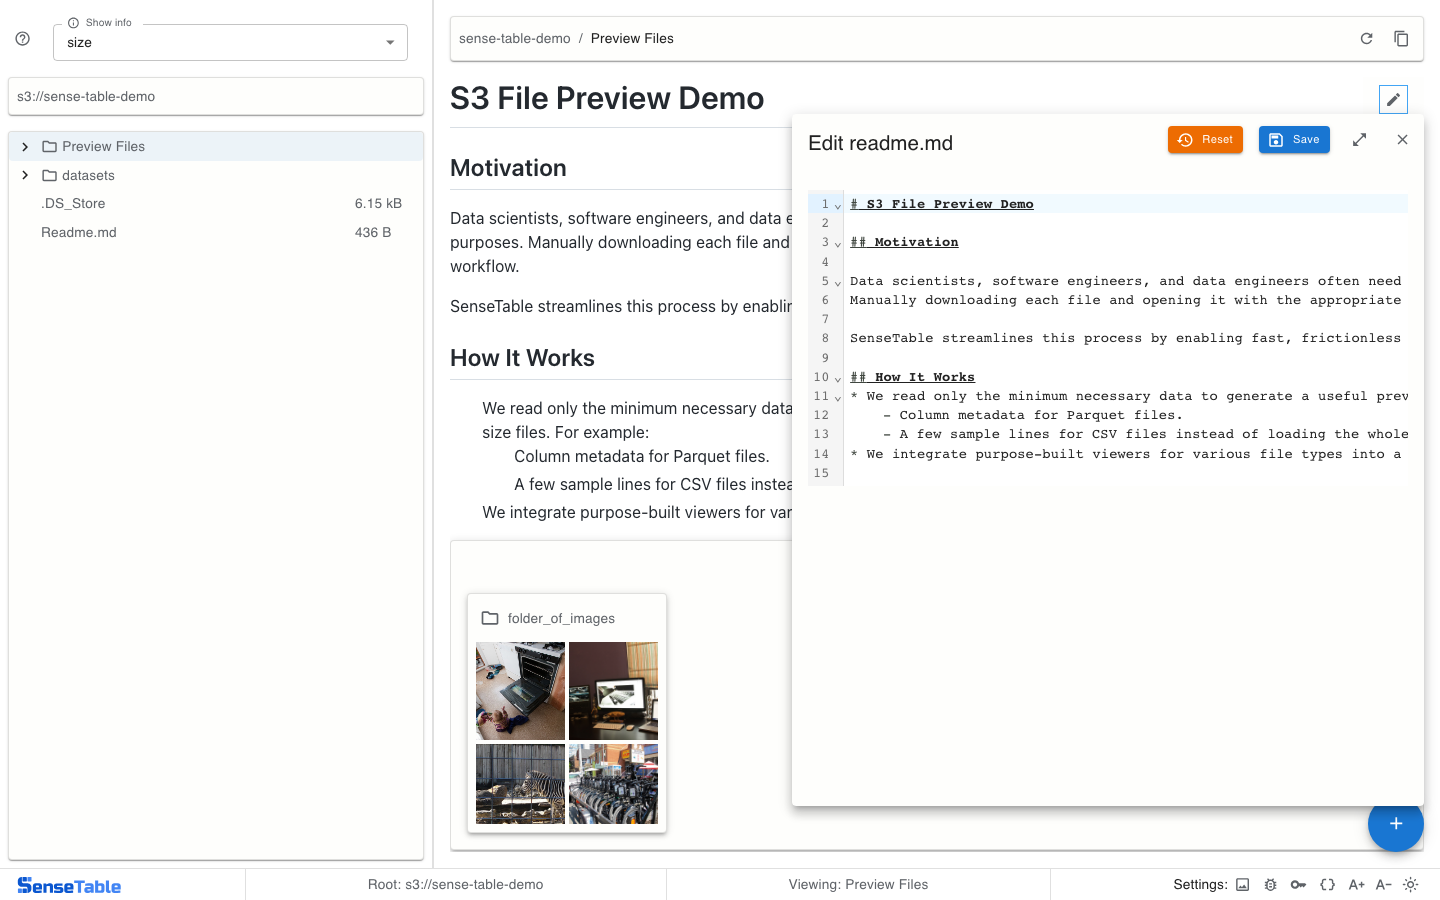 Show info
size
s3://sense-table-demo
Preview Files
datasets
.DS_Store 6.15 kB
Readme.md 436 B
sense-table-demo / Preview Files
S3 File Preview Demo
Motivation
Data scientists, software engineers, and data e
purposes. Manually downloading each file and
workflow.
SenseTable streamlines this process by enablin
How It Works
We read only the minimum necessary data
size files. For example:
Column metadata for Parquet files.
A few sample lines for CSV files instea
We integrate purpose-built viewers for var
folder_of_images
Edit readme.md
Reset
Save
1 # S3 File Preview Demo
2
3 ## Motivation
4
5 Data scientists, software engineers, and data engineers often need
6 Manually downloading each file and opening it with the appropriate
7
8 SenseTable streamlines this process by enabling fast, frictionless
9
10 ## How It Works
11 * We read only the minimum necessary data to generate a useful prev
12 - Column metadata for Parquet files.
13 - A few sample lines for CSV files instead of loading the whole
14 * We integrate purpose-built viewers for various file types into a
15
+
SenseTable
Root: s3://sense-table-demo
Viewing: Preview Files
Settings: A+ A-